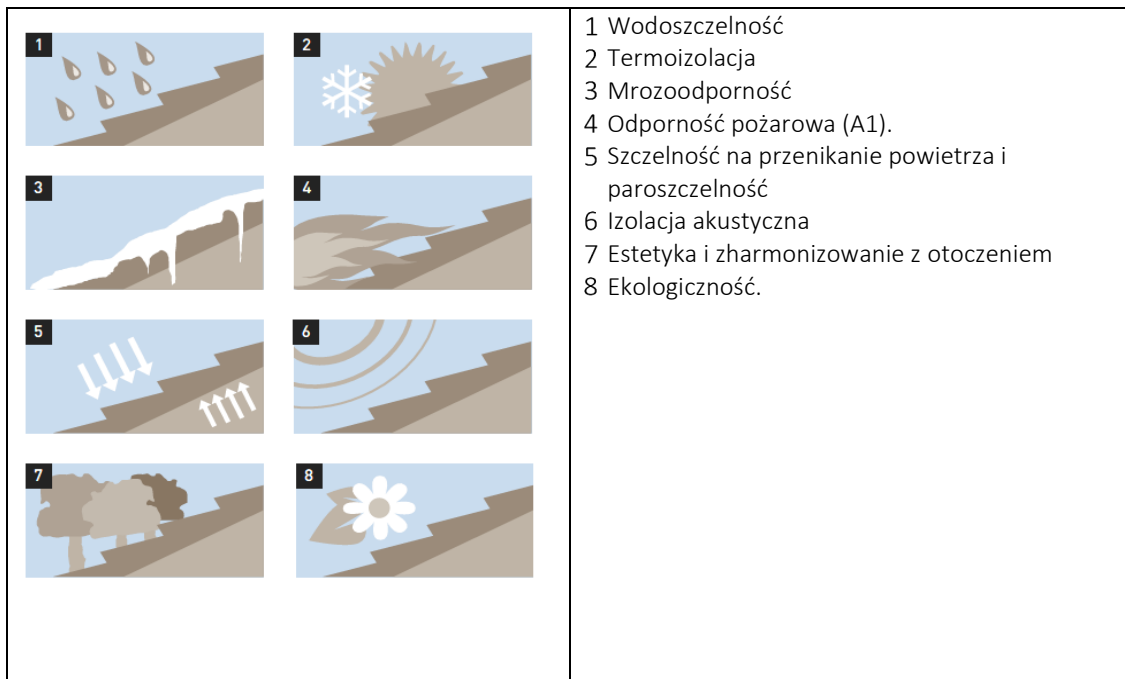 1
2
3
4
5
6
7
8
1 Wodoszczelność
2 Termoizolacja
3 Mrozoodporność
4 Odporność pożarowa (A1).
5 Szczelność na przenikanie powietrza i
paroszczelność
6 Izolacja akustyczna
7 Estetyka i zharmonizowanie z otoczeniem
8 Ekologiczność.